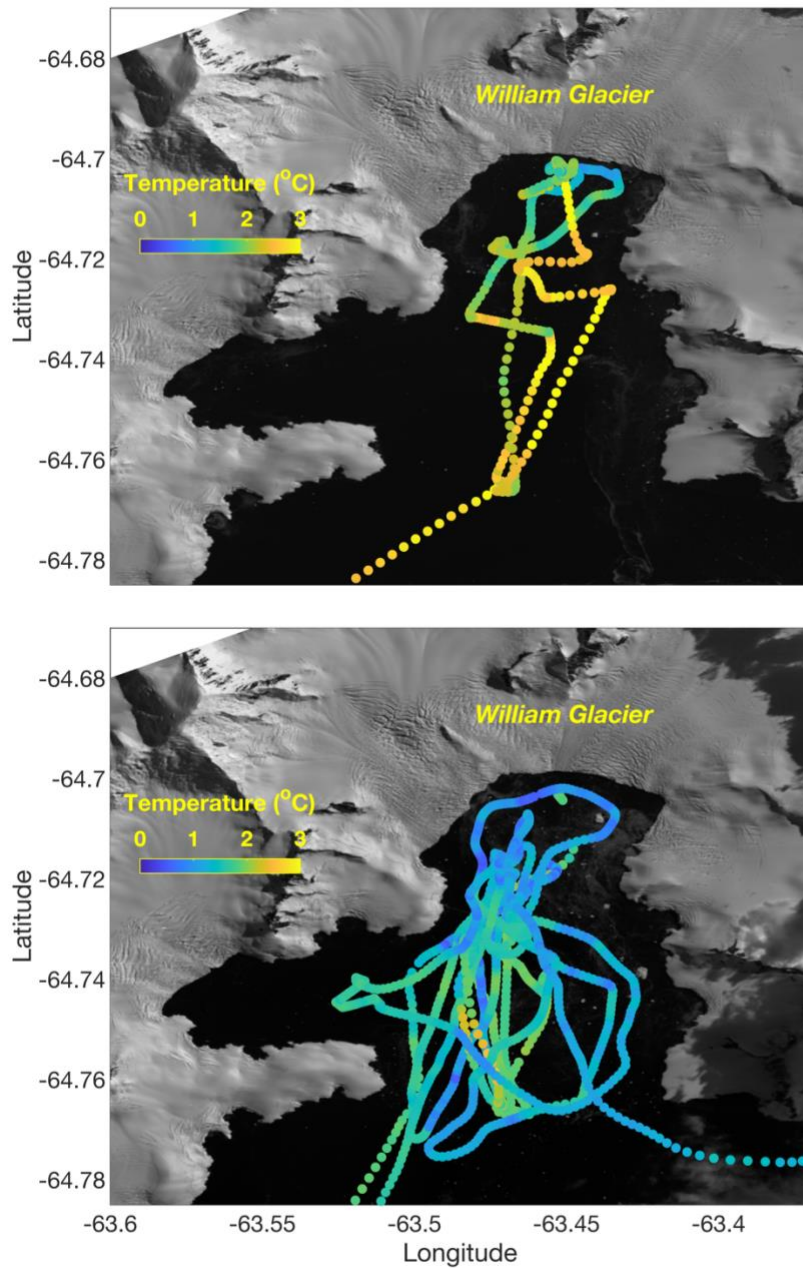 -64.68
William Glacier
-64.7
Temperature (°C)
0 1 2 3
-64.72
Latitude
-64.74
-64.76
-64.78
-64.68
William Glacier
-64.7
Temperature (°C)
0 1 2 3
-64.72
Latitude
-64.74
-64.76
-64.78
-63.6 -63.55 -63.5 -63.45 -63.4
Longitude